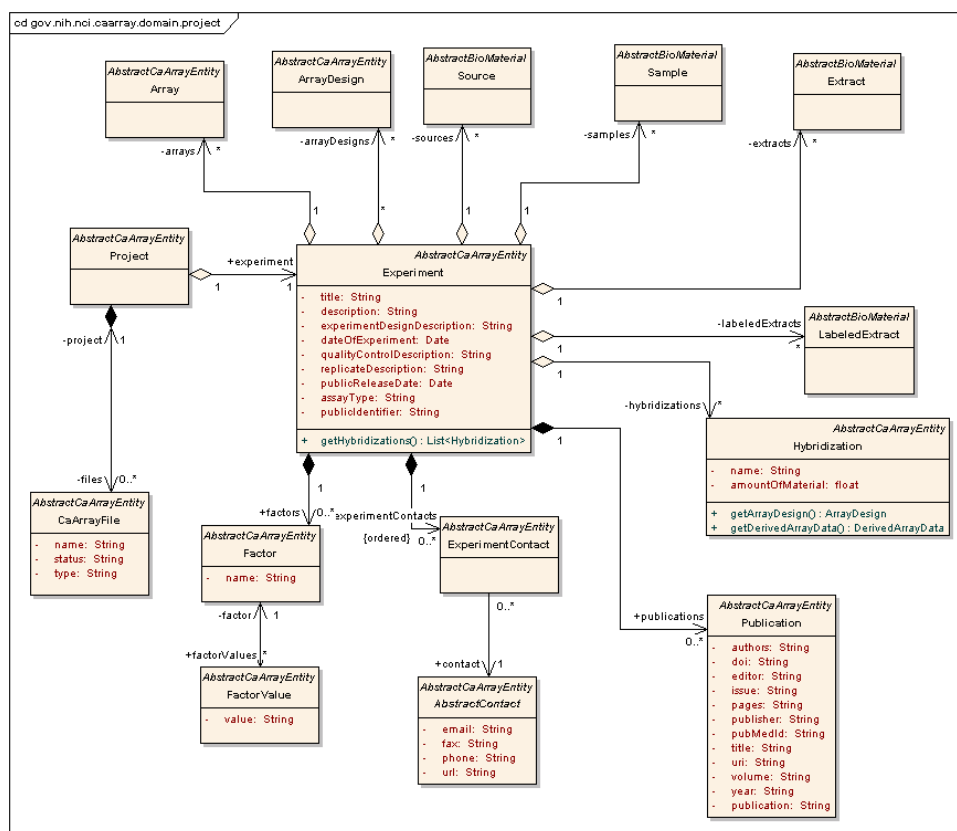 cd gov.nih.nci.caarray.domain.project
AbstractCaArrayEntity
Array
AbstractCaArrayEntity
ArrayDesign
AbstractBioMaterial
Source
AbstractBioMaterial
Sample
AbstractBioMaterial
Extract
-arrays
*
-arrayDesigns
*
-sources
*
-samples
*
-extracts
*
1
*
1
1
AbstractCaArrayEntity
Project
+experiment
1
1
AbstractCaArrayEntity
Experiment
- title: String
- description: String
- experimentDesignDescription: String
- dateOfExperiment: Date
- qualityControlDescription: String
- replicateDescription: String
- publicReleaseDate: Date
- assayType: String
- publicIdentifier: String
+ getHybridizations() : List<Hybridization>
1
1
-labeledExtracts
*
AbstractBioMaterial
LabeledExtract
1
-hybridizations
*
1
AbstractCaArrayEntity
Hybridization
- name: String
- amountOfMaterial: float
+ getArrayDesign() : ArrayDesign
+ getDerivedArrayData() : DerivedArrayData
-project
1
-files
0..*
CaArrayFile
- name: String
- status: String
- type: String
1
+factors
0..*
AbstractCaArrayEntity
Factor
- name: String
-factor
1
+factorValues
*
AbstractCaArrayEntity
FactorValue
- value: String
1
experimentContacts
{ordered}
0..*
AbstractCaArrayEntity
ExperimentContact
0..*
+contact
1
AbstractCaArrayEntity
AbstractContact
- email: String
- fax: String
- phone: String
- url: String
+publications
0..*
AbstractCaArrayEntity
Publication
- authors: String
- doi: String
- editor: String
- issue: String
- pages: String
- publisher: String
- pubMedId: String
- title: String
- uri: String
- volume: String
- year: String
- publication: String